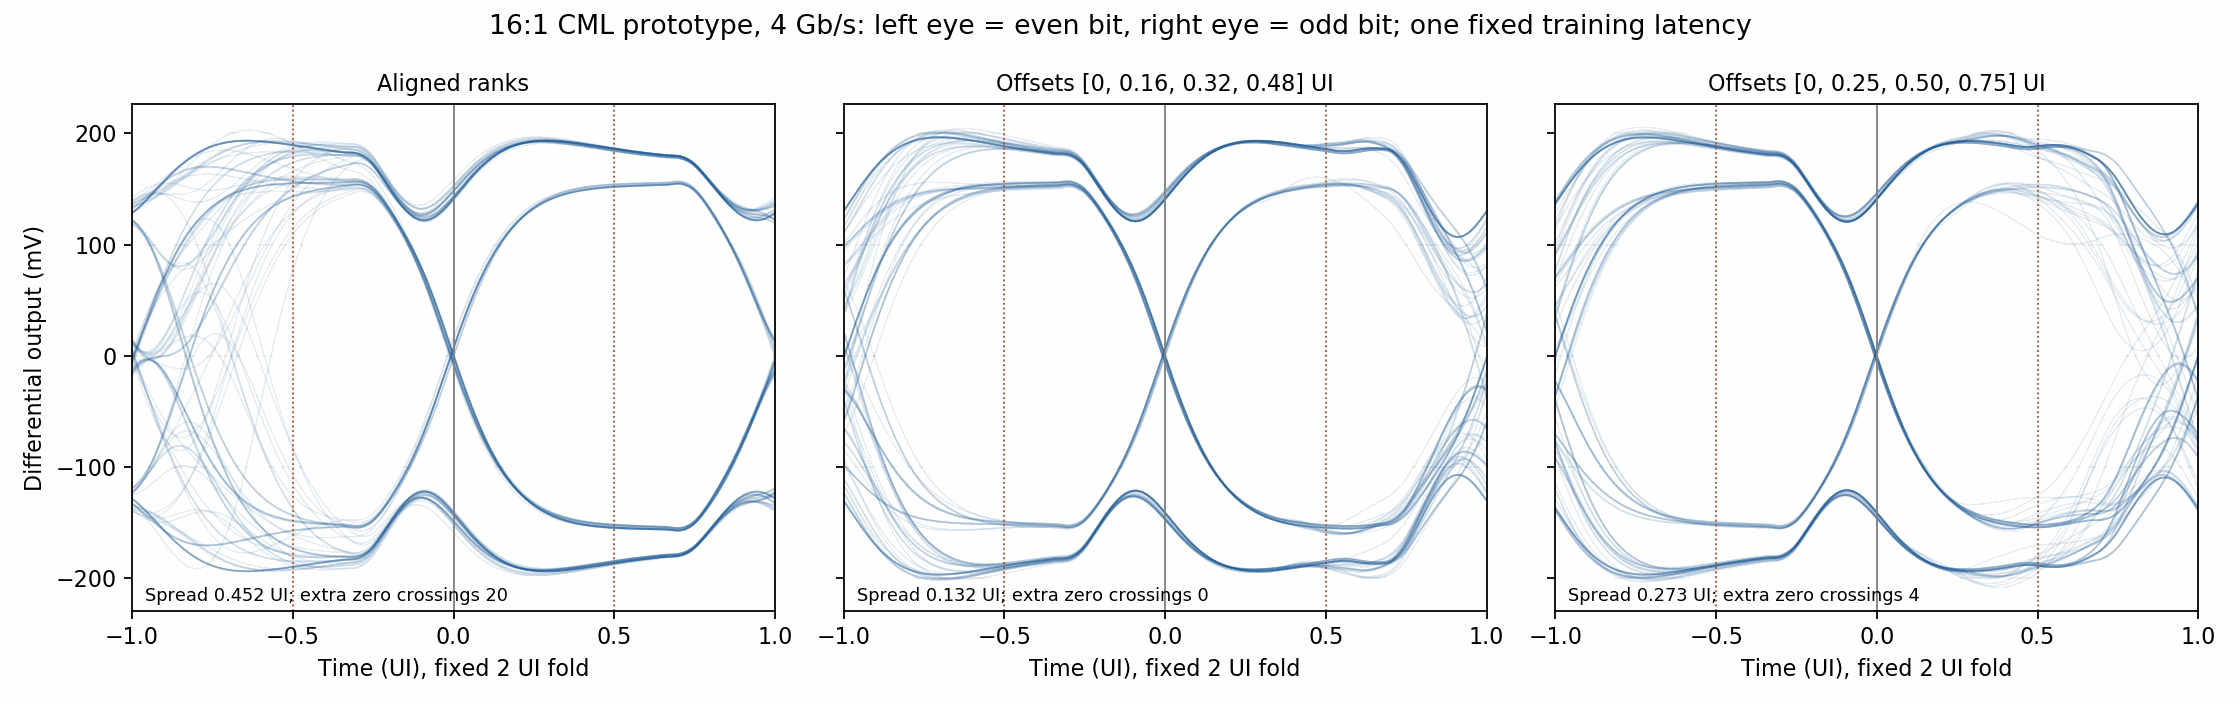 16:1 CML prototype, 4 Gb/s: left eye = even bit, right eye = odd bit; one fixed training latency
Aligned ranks
Offsets [0, 0.16, 0.32, 0.48] UI
Offsets [0, 0.25, 0.50, 0.75] UI
Differential output (mV)
200
100
0
−100
−200
Spread 0.452 UI; extra zero crossings 20
Spread 0.132 UI; extra zero crossings 0
Spread 0.273 UI; extra zero crossings 4
−1.0 −0.5 0.0 0.5 1.0
−1.0 −0.5 0.0 0.5 1.0
−1.0 −0.5 0.0 0.5 1.0
Time (UI), fixed 2 UI fold
Time (UI), fixed 2 UI fold
Time (UI), fixed 2 UI fold